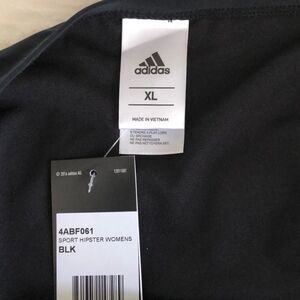 adidas
XL
MADE IN VIETNAM
© 2016 adidas AG
4ABF061
SPORT HIPSTER WOMENS
BLK